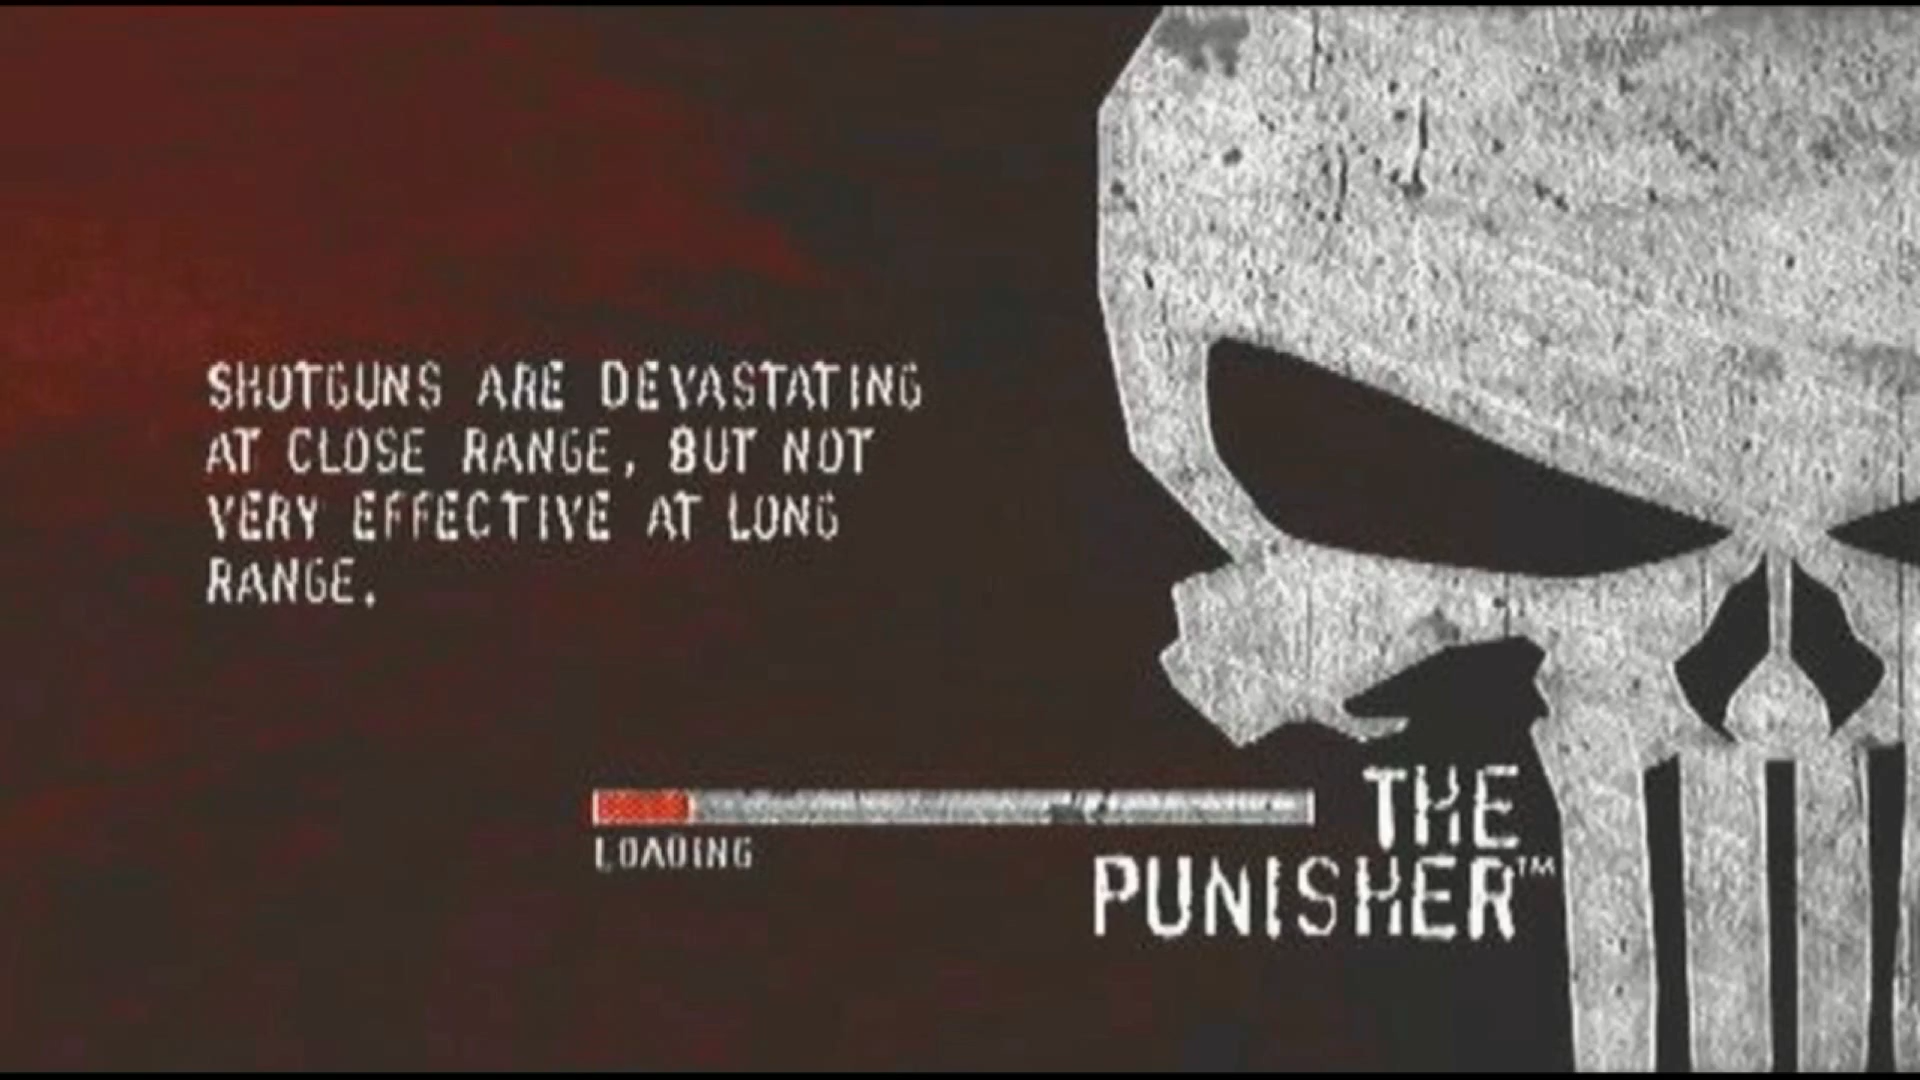 SHOTGUNS ARE DEVASTATING
AT CLOSE RANGE, BUT NOT
VERY EFFECTIVE AT LONG
RANGE.
LOADING
THE
PUNISHER™